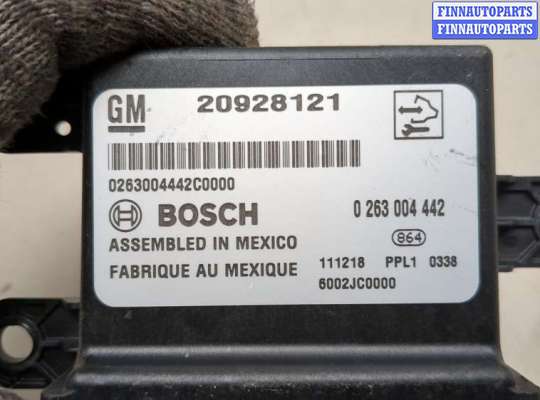 FINNAUTOPARTS
FINNAUTOPARTS
GM 20928121
0263004442C0000
BOSCH 0 263 004 442
864
ASSEMBLED IN MEXICO
FABRIQUE AU MEXIQUE
111218 PPL1 0338
6002JC0000